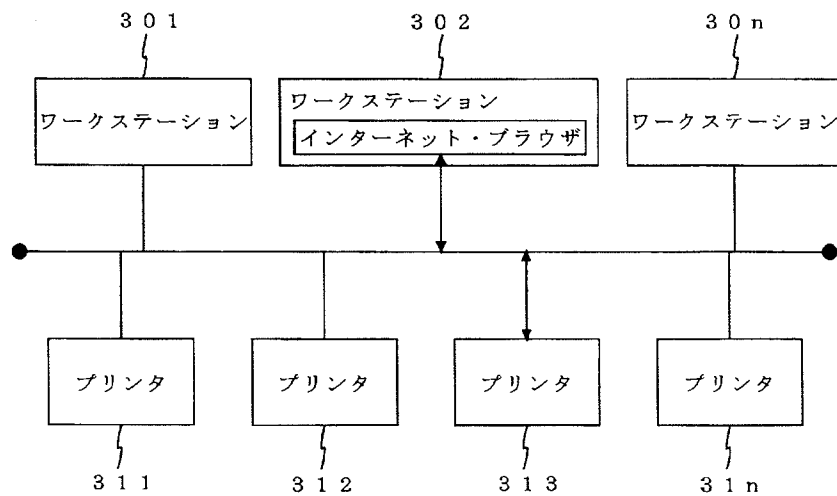 ３０１
３０２
３０ｎ
ワークステーション
ワークステーション
インターネット・ブラウザ
ワークステーション
プリンタ
プリンタ
プリンタ
プリンタ
３１１
３１２
３１３
３１ｎ